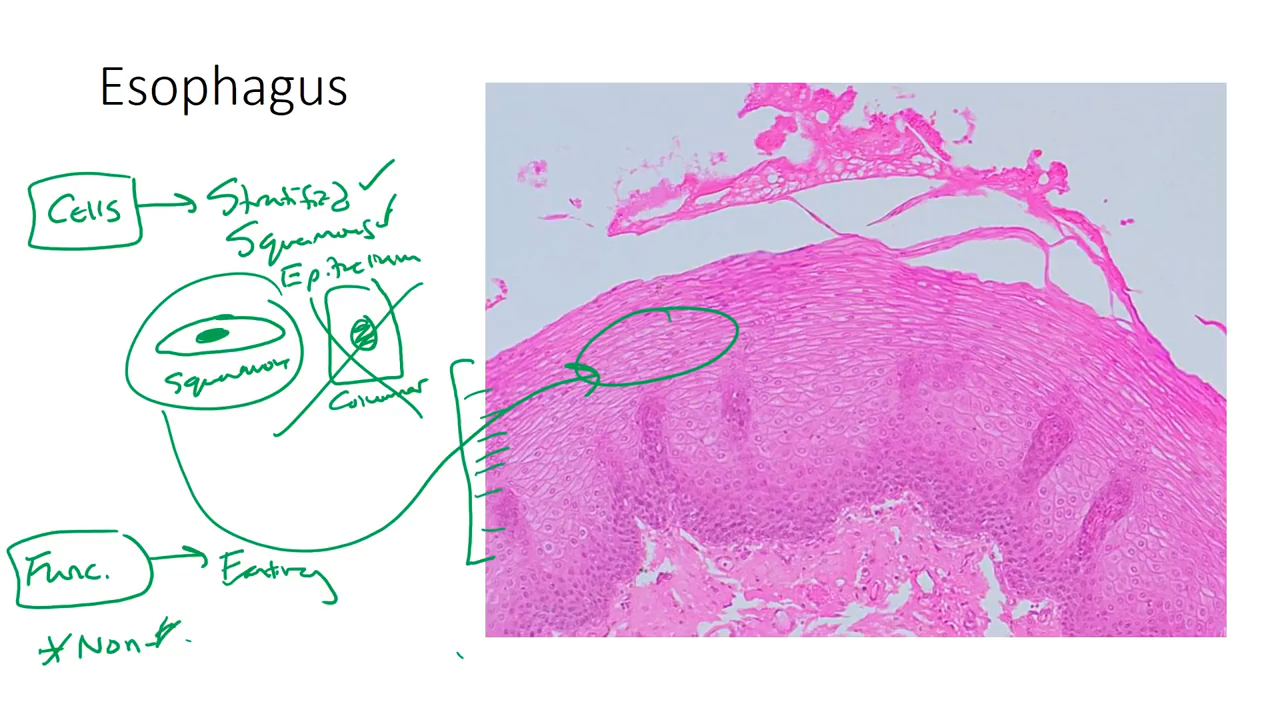 Esophagus
Cells
Stratified
Squamous
Epithelium
Squamous
Columnar
Func.
Eating
*Non-